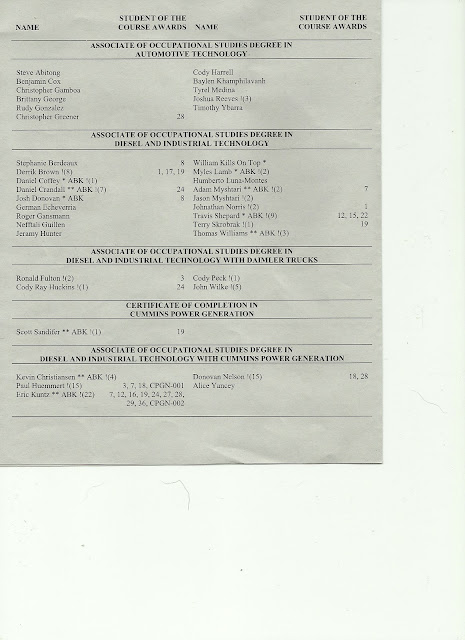 STUDENT OF THE STUDENT OF THE
NAME COURSE AWARDS NAME COURSE AWARDS
ASSOCIATE OF OCCUPATIONAL STUDIES DEGREE IN
AUTOMOTIVE TECHNOLOGY
Steve Abitong Cody Harrell
Benjamin Cox Baylen Khamphilavanh
Christopher Gamboa Tyrel Medina
Brittany George Joshua Reeves !(3)
Rudy Gonzalez Timothy Ybarra
Christopher Greener 28
ASSOCIATE OF OCCUPATIONAL STUDIES DEGREE IN
DIESEL AND INDUSTRIAL TECHNOLOGY
Stephanie Berdeaux 8 William Kills On Top *
Derrik Brown !(8) 1, 17, 19 Myles Lamb * ABK !(2)
Daniel Coffey * ABK !(1) Humberto Luna-Montes
Daniel Crandall ** ABK !(7) 24 Adam Myshtari ** ABK !(2) 7
Josh Donovan * ABK 8 Jason Myshtari !(2)
German Echeverria Johnathan Norris !(2) 1
Roger Gansmann Travis Shepard * ABK !(9) 12, 15, 22
Nefftali Guillen Terry Skrobrak !(1) 19
Jeramy Hunter Thomas Williams ** ABK !(3)
ASSOCIATE OF OCCUPATIONAL STUDIES DEGREE IN
DIESEL AND INDUSTRIAL TECHNOLOGY WITH DAIMLER TRUCKS
Ronald Fulton !(2) 3 Cody Peck !(1)
Cody Ray Huckins !(1) 24 John Wilke !(5)
CERTIFICATE OF COMPLETION IN
CUMMINS POWER GENERATION
Scott Sandifer ** ABK !(1) 19
ASSOCIATE OF OCCUPATIONAL STUDIES DEGREE IN
DIESEL AND INDUSTRIAL TECHNOLOGY WITH CUMMINS POWER GENERATION
Kevin Christiansen ** ABK !(4) Donovan Nelson !(15) 18, 28
Paul Huemmert !(15) 3, 7, 18, CPGN-001 Alice Yancey
Eric Kuntz ** ABK !(22) 7, 12, 16, 19, 24, 27, 28,
29, 36, CPGN-002